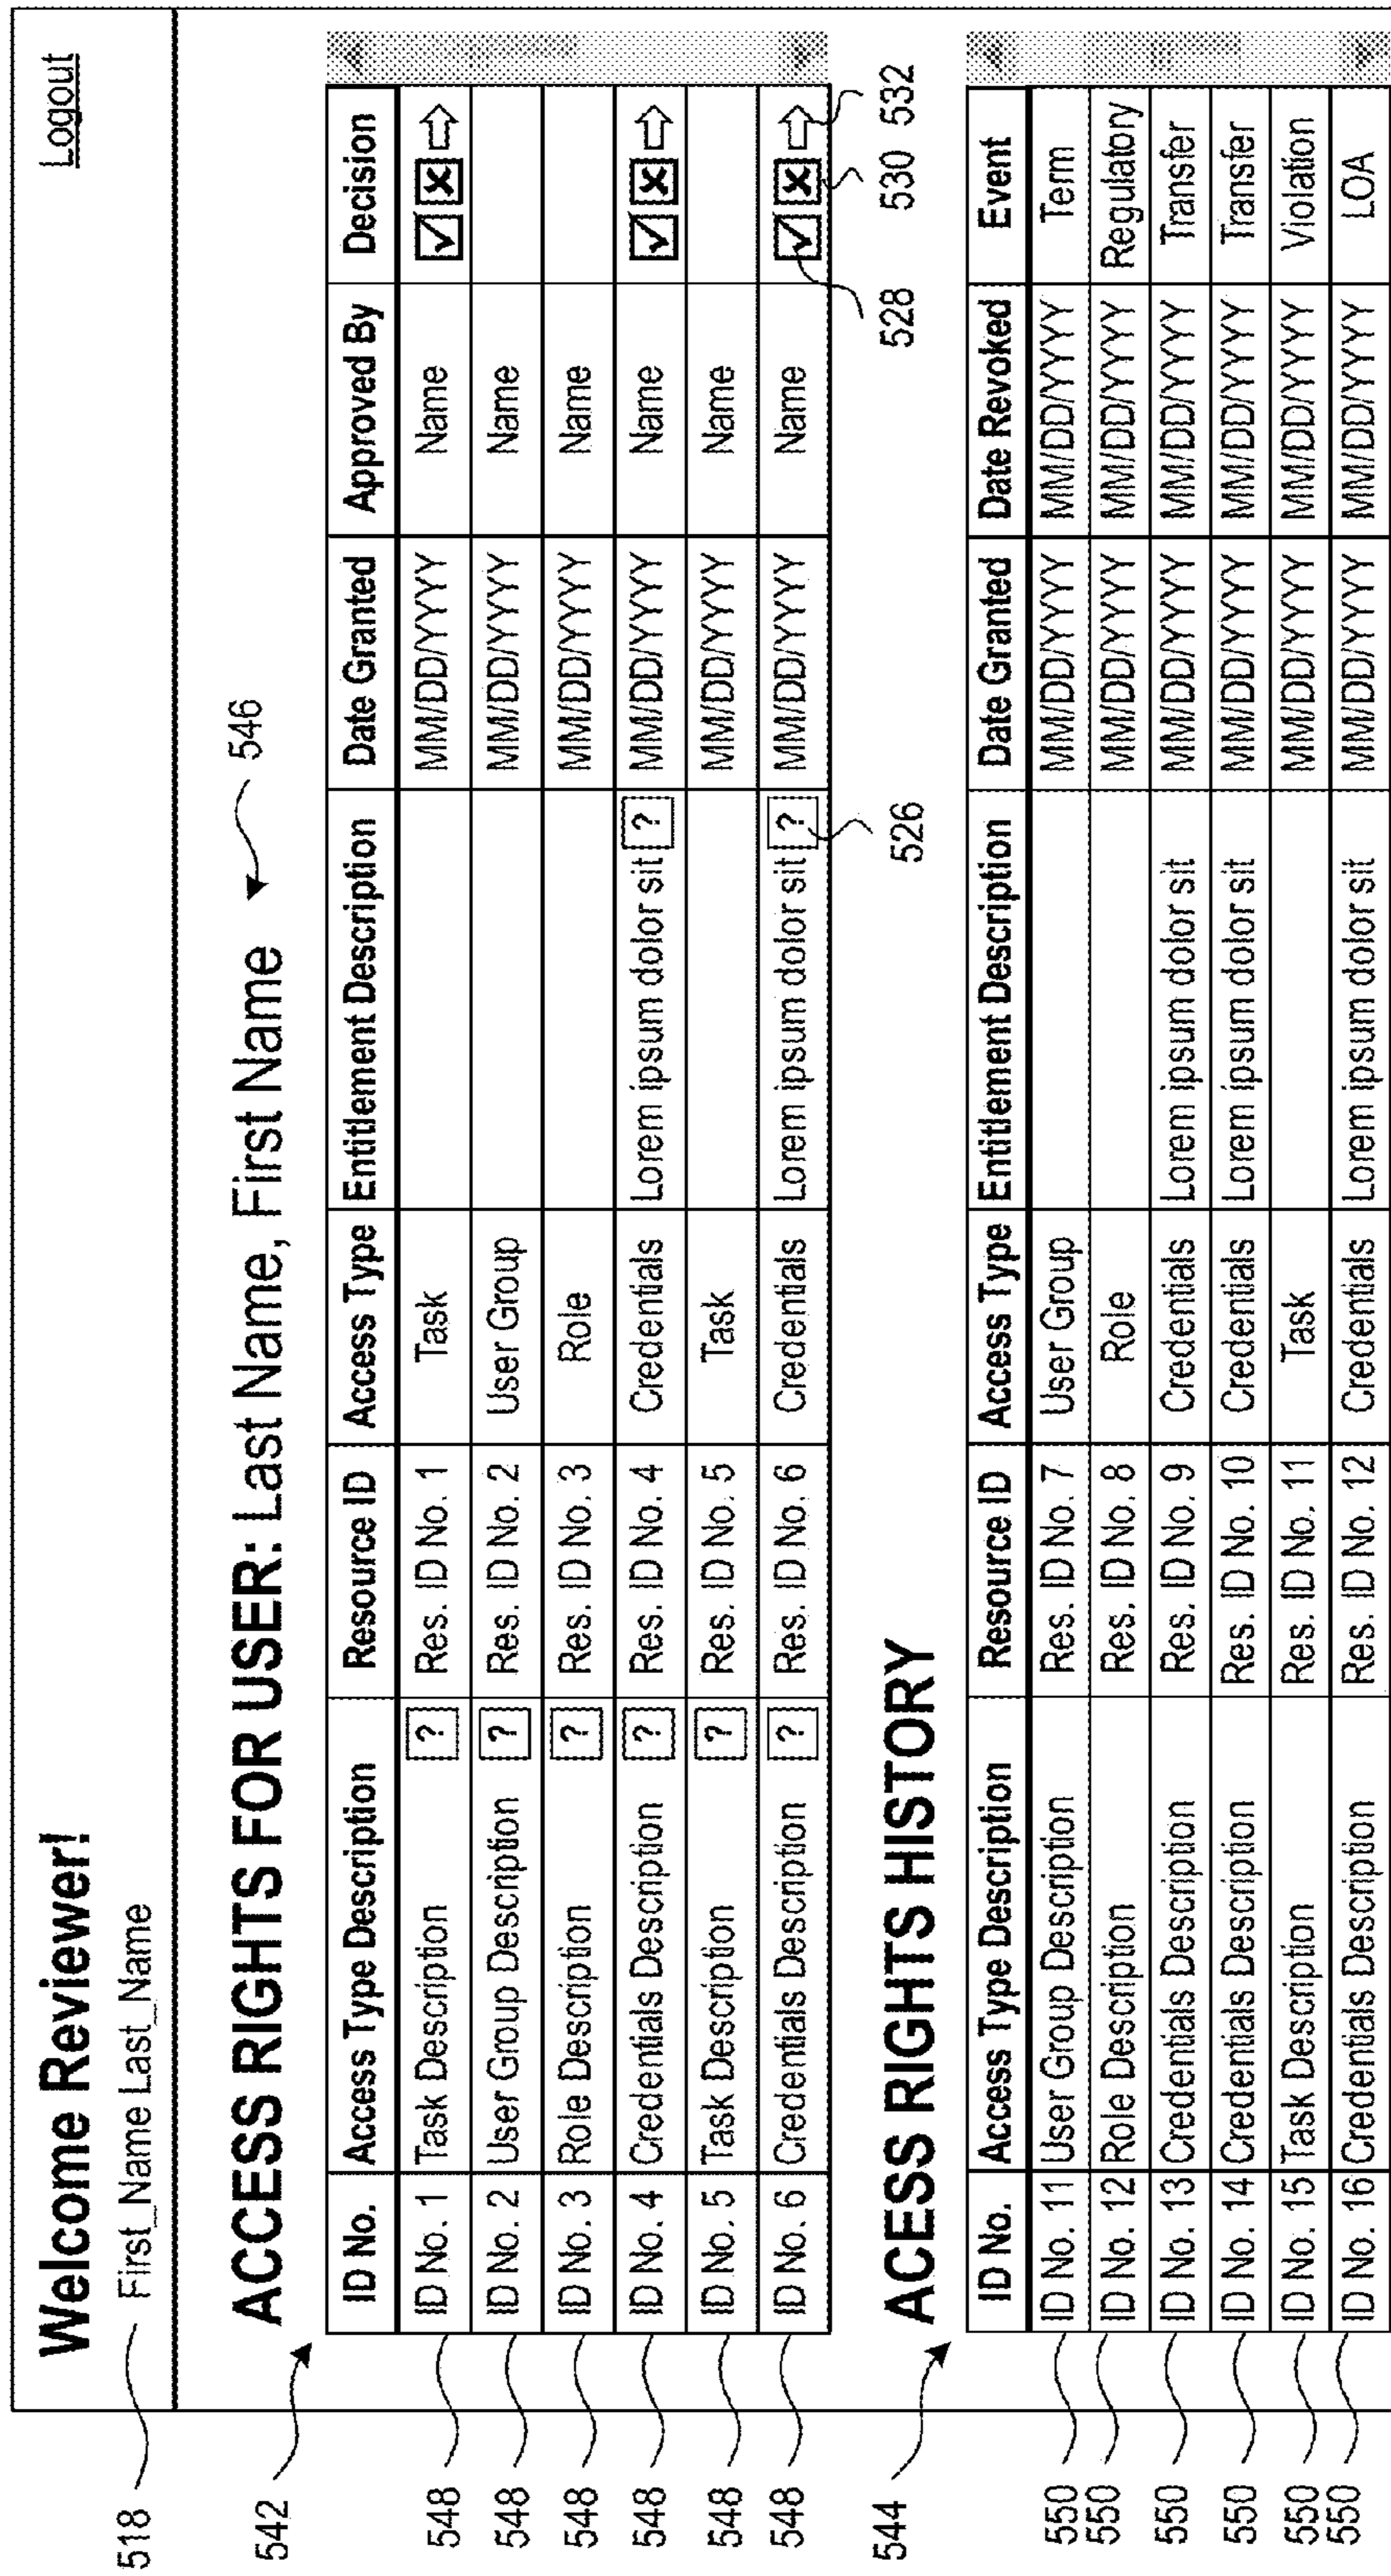 Welcome Reviewer!
Logout
518 First_Name Last_Name
ACCESS RIGHTS FOR USER: Last Name, First Name 546
542
ID No. Access Type Description Resource ID Access Type Entitlement Description Date Granted Approved By Decision
548 ID No. 1 Task Description ? Res. ID No. 1 Task MM/DD/YYYY Name
548 ID No. 2 User Group Description ? Res. ID No. 2 User Group MM/DD/YYYY Name
548 ID No. 3 Role Description ? Res. ID No. 3 Role MM/DD/YYYY Name
548 ID No. 4 Credentials Description ? Res. ID No. 4 Credentials Lorem ipsum dolor sit ? MM/DD/YYYY Name
548 ID No. 5 Task Description ? Res. ID No. 5 Task MM/DD/YYYY Name
548 ID No. 6 Credentials Description ? Res. ID No. 6 Credentials Lorem ipsum dolor sit ? MM/DD/YYYY Name
526 528 530 532
544 ACESS RIGHTS HISTORY
ID No. Access Type Description Resource ID Access Type Entitlement Description Date Granted Date Revoked Event
550 ID No. 11 User Group Description Res. ID No. 7 User Group MM/DD/YYYY MM/DD/YYYY Term
550 ID No. 12 Role Description Res. ID No. 8 Role MM/DD/YYYY MM/DD/YYYY Regulatory
550 ID No. 13 Credentials Description Res. ID No. 9 Credentials Lorem ipsum dolor sit MM/DD/YYYY MM/DD/YYYY Transfer
550 ID No. 14 Credentials Description Res. ID No. 10 Credentials Lorem ipsum dolor sit MM/DD/YYYY MM/DD/YYYY Transfer
550 ID No. 15 Task Description Res. ID No. 11 Task MM/DD/YYYY MM/DD/YYYY Violation
550 ID No. 16 Credentials Description Res. ID No. 12 Credentials Lorem ipsum dolor sit MM/DD/YYYY MM/DD/YYYY LOA